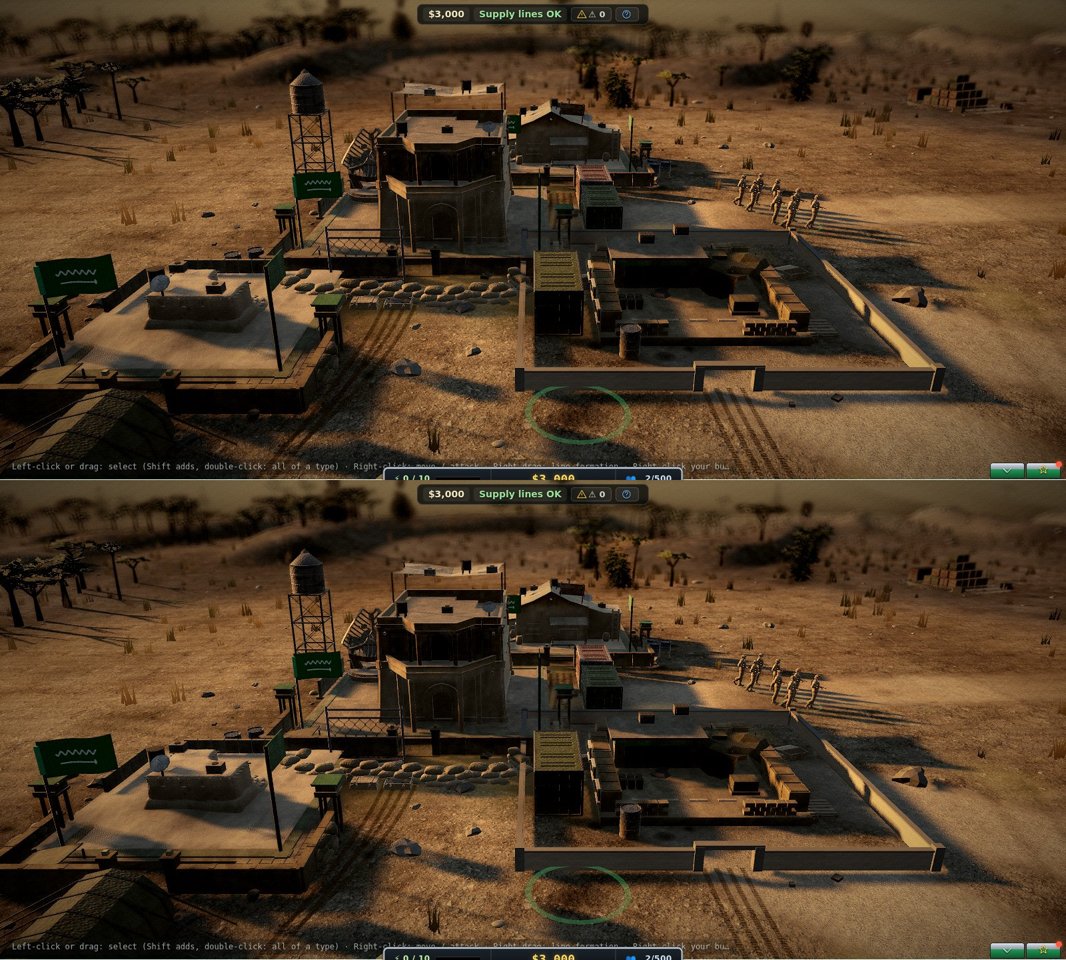 $3,000 Supply lines OK ⚠ ⚠ 0 ?
Left-click or drag: select (Shift adds, double-click: all of a type) · Right-click: move / attack · Right-drag: line formation · Right-click your bu…
0 / 10 $3,000 2/500
$3,000 Supply lines OK ⚠ ⚠ 0 ?
Left-click or drag: select (Shift adds, double-click: all of a type) · Right-click: move / attack · Right-drag: line formation · Right-click your bu…
0 / 10 $3,000 2/500